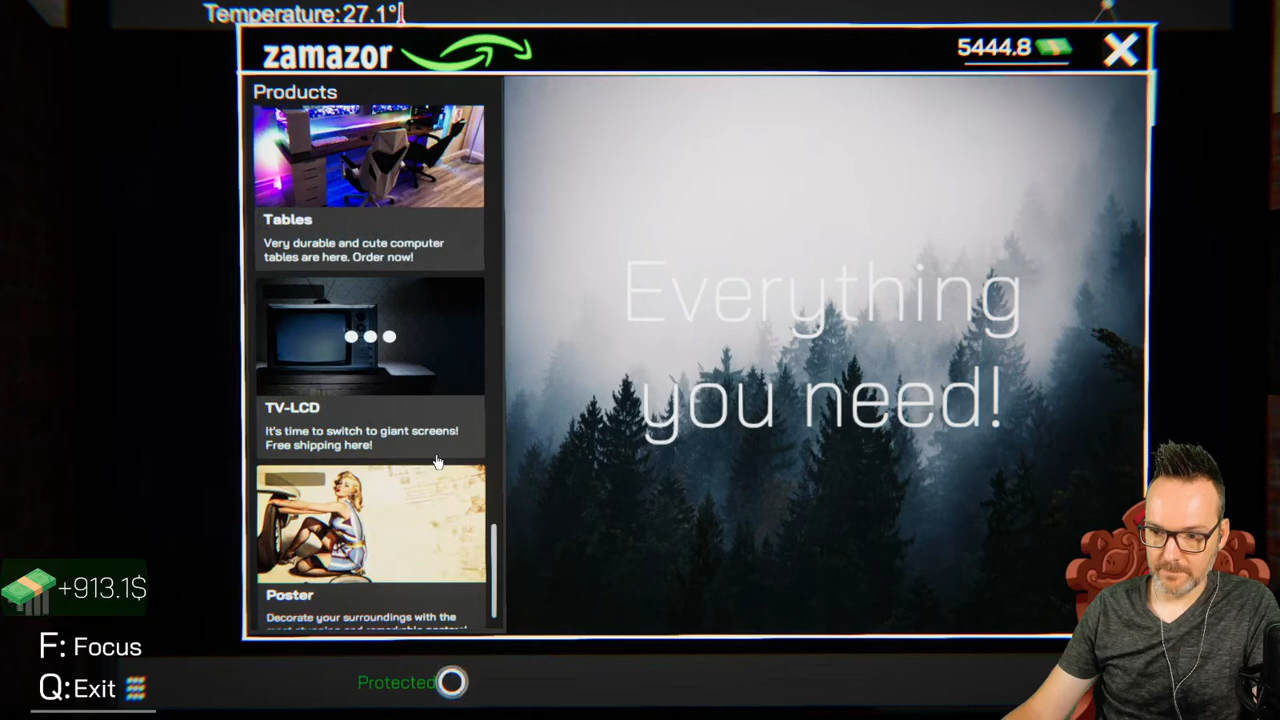 Temperature:27.1°
zamazor
5444.8
Products
Tables
Very durable and cute computer
tables are here. Order now!
TV-LCD
It's time to switch to giant screens!
Free shipping here!
Poster
Decorate your surroundings with the
Everything
you need!
+913.1$
F: Focus
Q:Exit
Protected